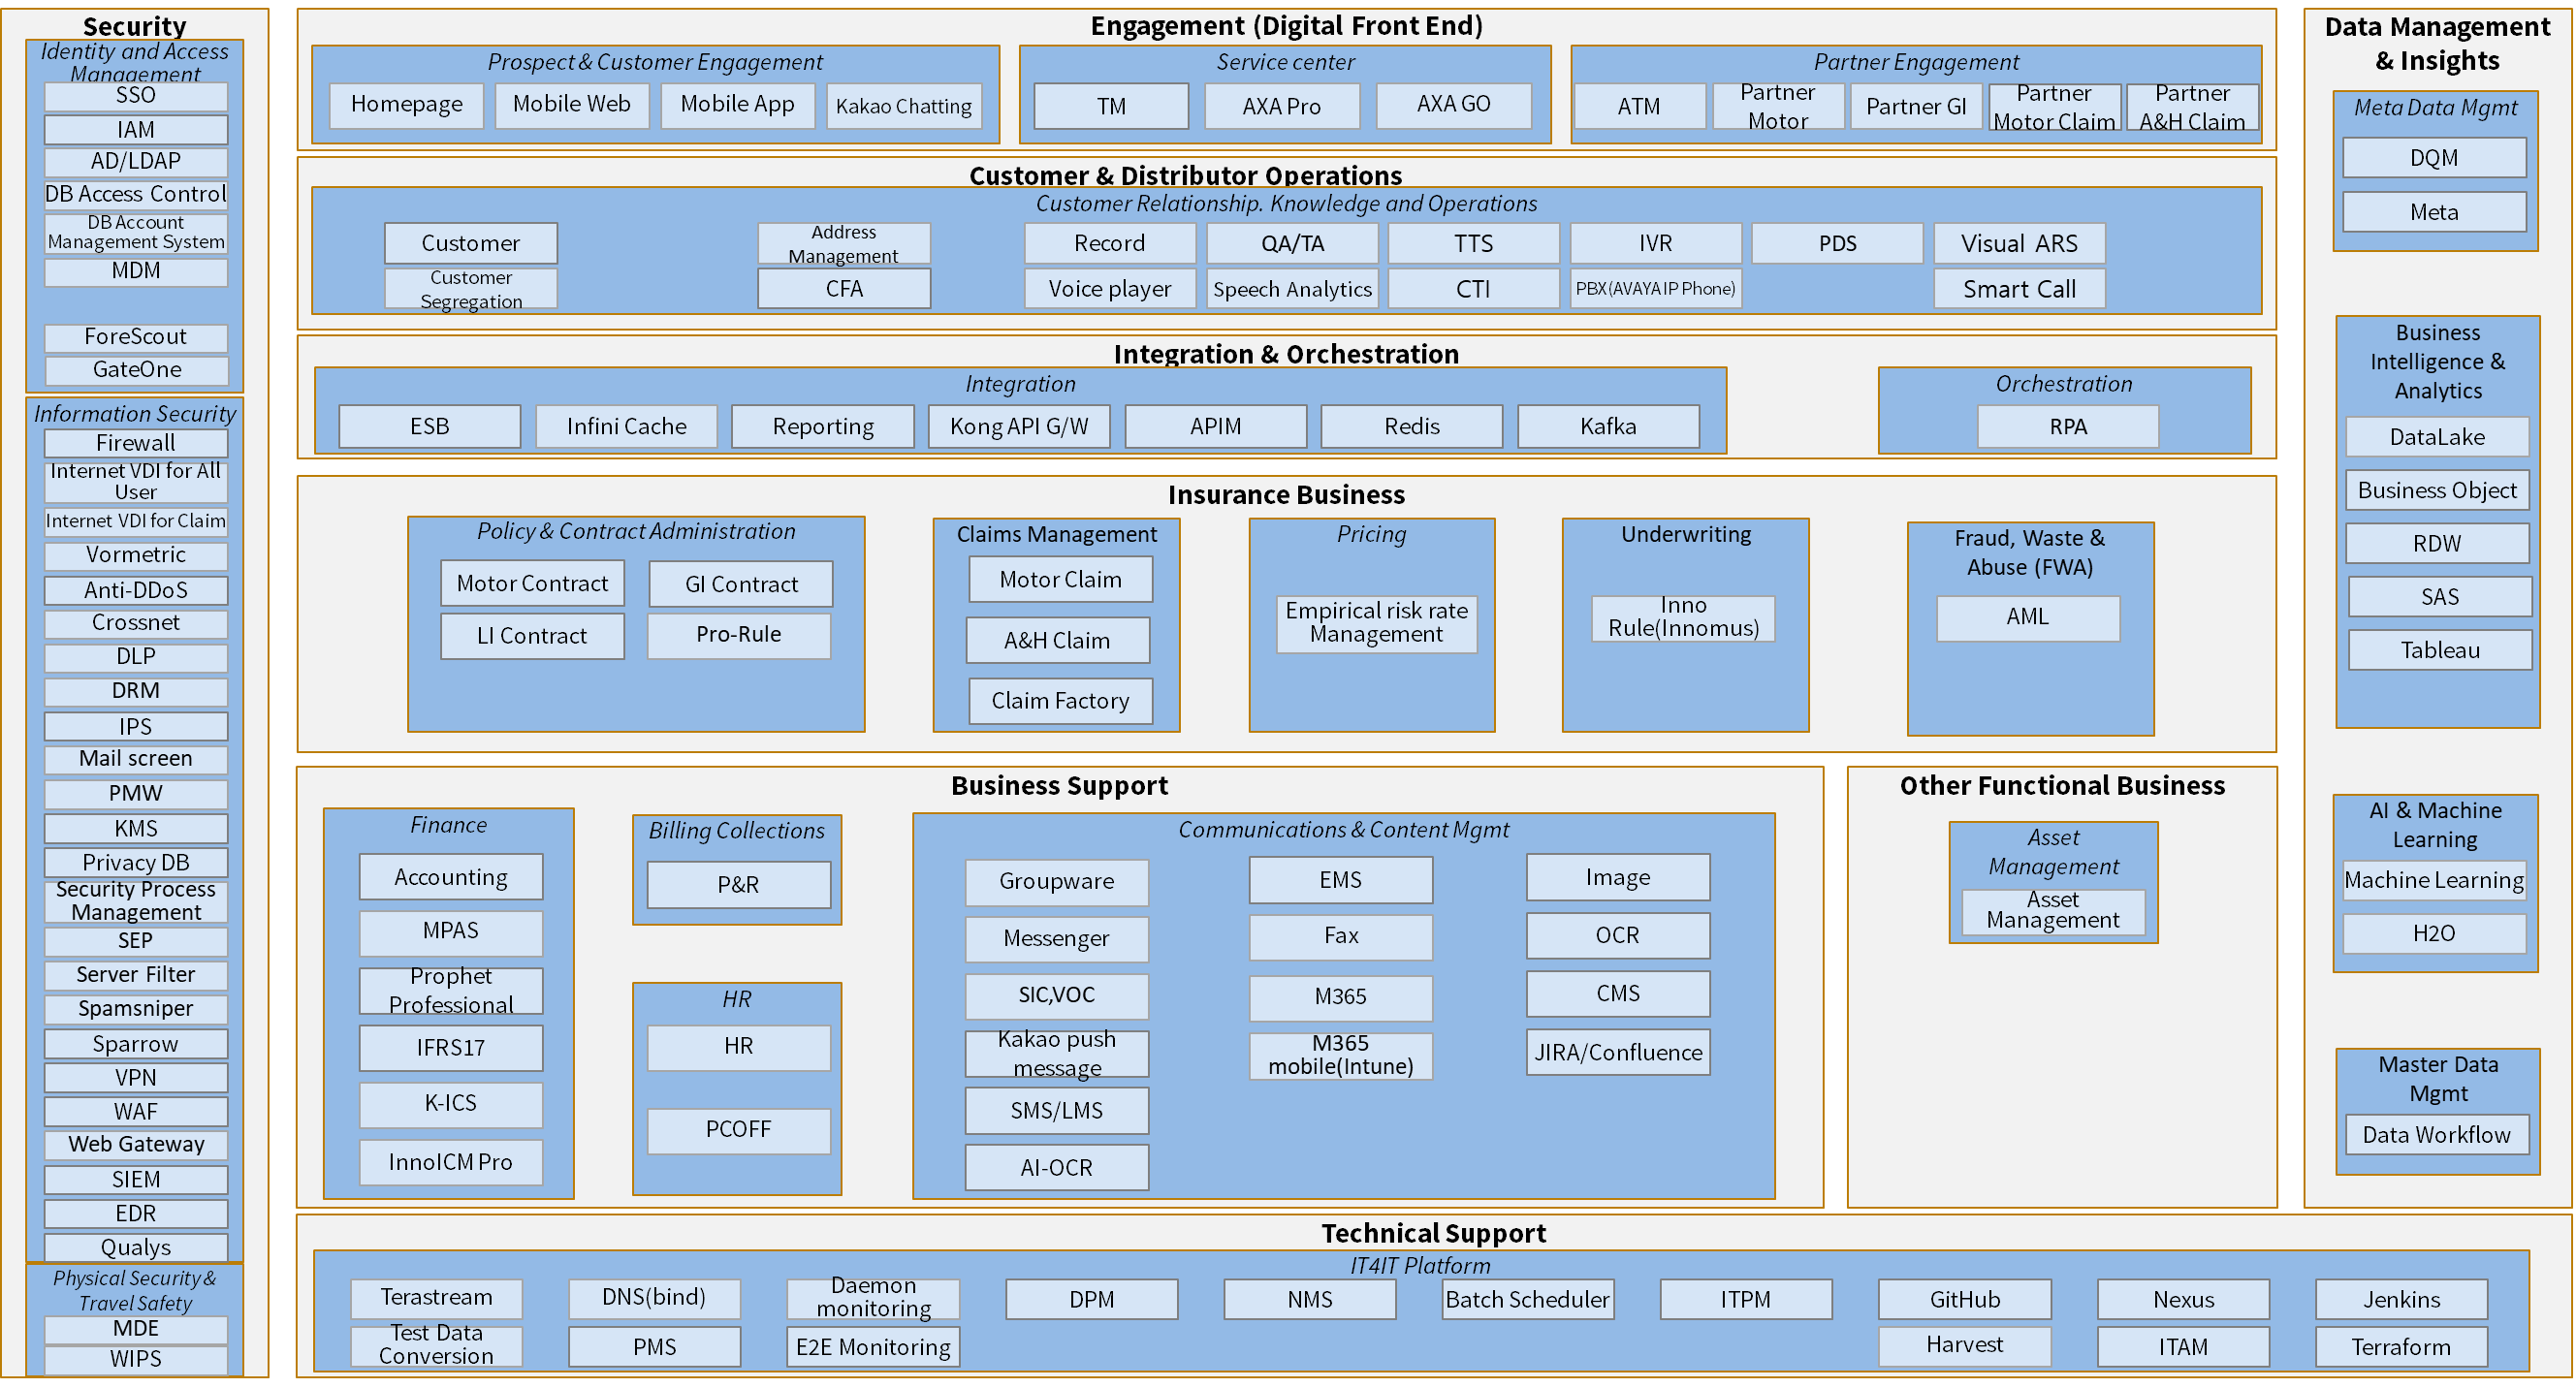 Security
Identity and Access
Management
SSO
IAM
AD/LDAP
DB Access Control
DB Account
Management System
MDM
ForeScout
GateOne
Information Security
Firewall
Internet VDI for All
User
Internet VDI for Claim
Vormetric
Anti-DDoS
Crossnet
DLP
DRM
IPS
Mail screen
PMW
KMS
Privacy DB
Security Process
Management
SEP
Server Filter
Spamsniper
Sparrow
VPN
WAF
Web Gateway
SIEM
EDR
Qualys
Physical Security &
Travel Safety
MDE
WIPS
Engagement (Digital Front End)
Prospect & Customer Engagement
Homepage
Mobile Web
Mobile App
Kakao Chatting
Service center
TM
AXA Pro
AXA GO
Partner Engagement
ATM
Partner
Motor
Partner GI
Partner
Motor Claim
Partner
A&H Claim
Customer & Distributor Operations
Customer Relationship. Knowledge and Operations
Customer
Address
Management
Record
QA/TA
TTS
IVR
PDS
Visual ARS
Customer
Segregation
CFA
Voice player
Speech Analytics
CTI
PBX(AVAYA IP Phone)
Smart Call
Integration & Orchestration
Integration
ESB
Infini Cache
Reporting
Kong API G/W
APIM
Redis
Kafka
Orchestration
RPA
Insurance Business
Policy & Contract Administration
Motor Contract
GI Contract
LI Contract
Pro-Rule
Claims Management
Motor Claim
A&H Claim
Claim Factory
Pricing
Empirical risk rate
Management
Underwriting
Inno
Rule(Innomus)
Fraud, Waste &
Abuse (FWA)
AML
Business Support
Finance
Accounting
MPAS
Prophet
Professional
IFRS17
K-ICS
InnoICM Pro
Billing Collections
P&R
HR
HR
PCOFF
Communications & Content Mgmt
Groupware
Messenger
SIC,VOC
Kakao push
message
SMS/LMS
AI-OCR
EMS
Fax
M365
M365
mobile(Intune)
Image
OCR
CMS
JIRA/Confluence
Other Functional Business
Asset
Management
Asset
Management
Technical Support
IT4IT Platform
Terastream
DNS(bind)
Daemon
monitoring
DPM
NMS
Batch Scheduler
ITPM
GitHub
Nexus
Jenkins
Test Data
Conversion
PMS
E2E Monitoring
Harvest
ITAM
Terraform
Data Management
& Insights
Meta Data Mgmt
DQM
Meta
Business
Intelligence &
Analytics
DataLake
Business Object
RDW
SAS
Tableau
AI & Machine
Learning
Machine Learning
H2O
Master Data
Mgmt
Data Workflow